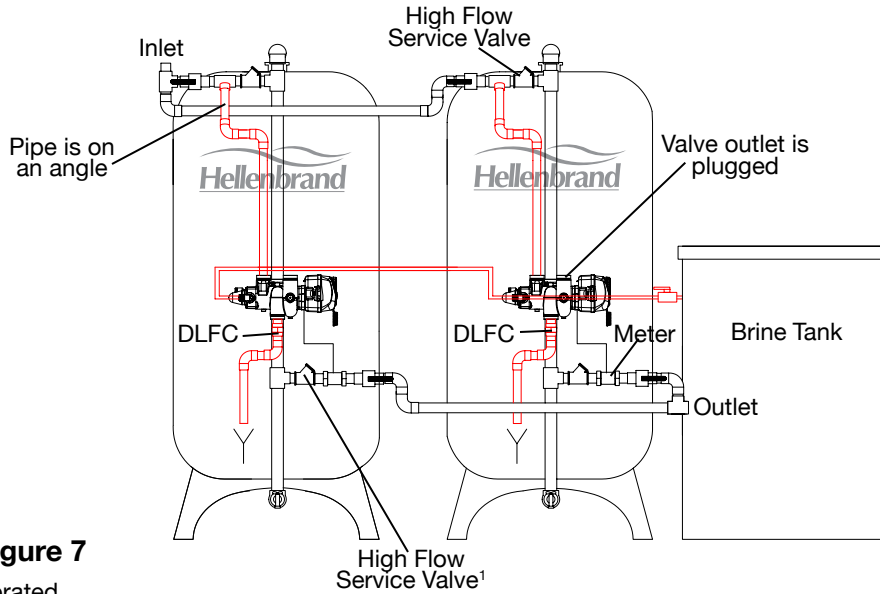 High Flow
Service Valve
Inlet
Pipe is on
an angle
Hellenbrand
Hellenbrand
Valve outlet is
plugged
DLFC
DLFC
Meter
Brine Tank
Outlet
gure 7
High Flow
Service Valve¹
erated